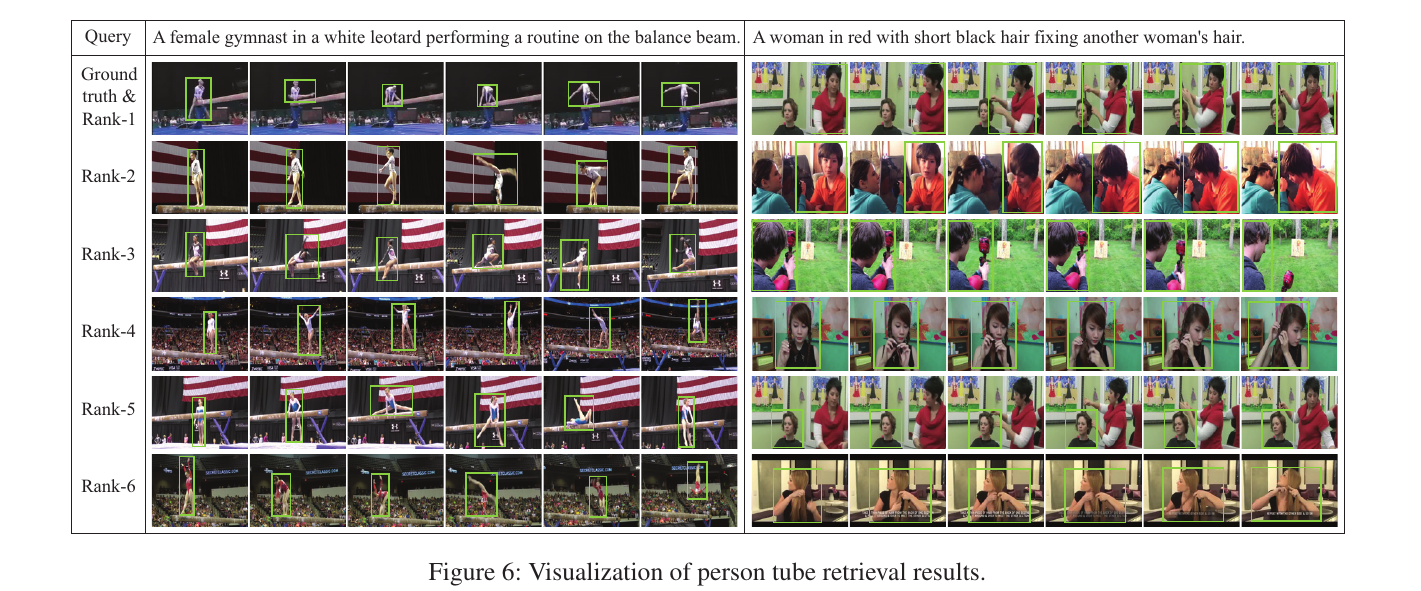 Query
A female gymnast in a white leotard performing a routine on the balance beam.
A woman in red with short black hair fixing another woman's hair.
Ground
truth &
Rank-1
Rank-2
Rank-3
Rank-4
Rank-5
Rank-6
Figure 6: Visualization of person tube retrieval results.